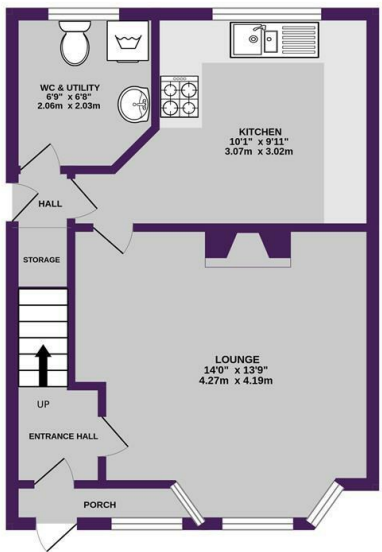 WC & UTILITY
6'9" x 6'8"
2.06m x 2.03m
KITCHEN
10'1" x 9'11"
3.07m x 3.02m
HALL
STORAGE
LOUNGE
14'0" x 13'9"
4.27m x 4.19m
UP
ENTRANCE HALL
PORCH